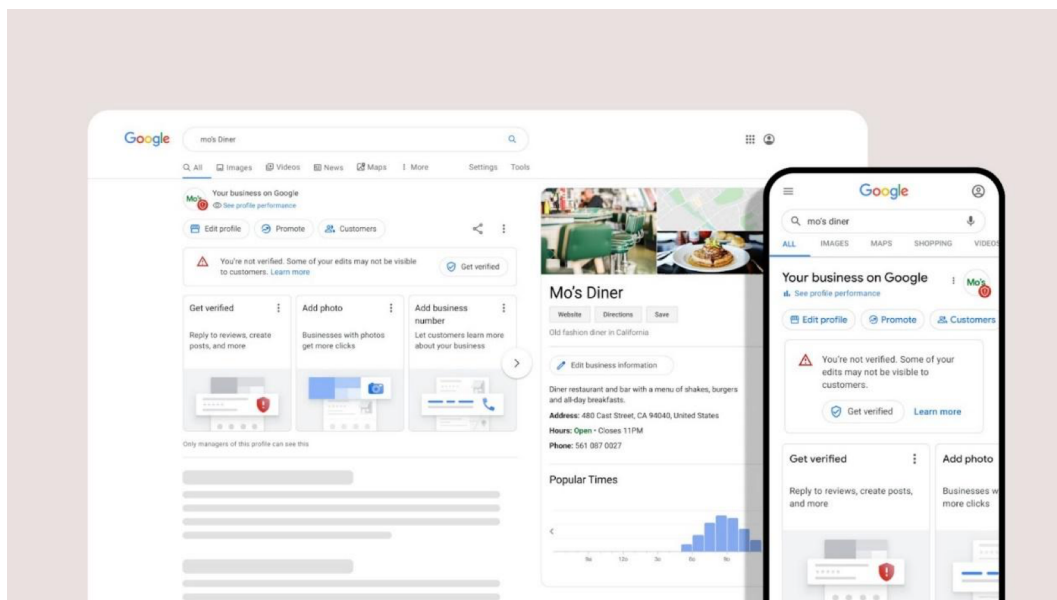 Google
mo's Diner
All Images Videos News Maps More Settings Tools
Mo's
Your business on Google
See profile performance
Edit profile Promote Customers
You're not verified. Some of your edits may not be visible
to customers. Learn more
Get verified
Get verified
Reply to reviews, create
posts, and more
Add photo
Businesses with photos
get more clicks
Add business
number
Let customers learn more
about your business
Only managers of this profile can see this
Mo's Diner
Website Directions Save
Old fashion diner in California
Edit business information
Diner restaurant and bar with a menu of shakes, burgers
and all-day breakfasts.
Address: 480 Cast Street, CA 94040, United States
Hours: Open · Closes 11PM
Phone: 561 087 0027
Popular Times
12p 3p 6p 9p
Google
mo's diner
ALL IMAGES MAPS SHOPPING VIDEOS
Your business on Google
Mo's
See profile performance
Edit profile Promote Customers
You're not verified. Some of your
edits may not be visible to
customers.
Get verified Learn more
Get verified
Reply to reviews, create posts,
and more
Add photo
Businesses
more clicks